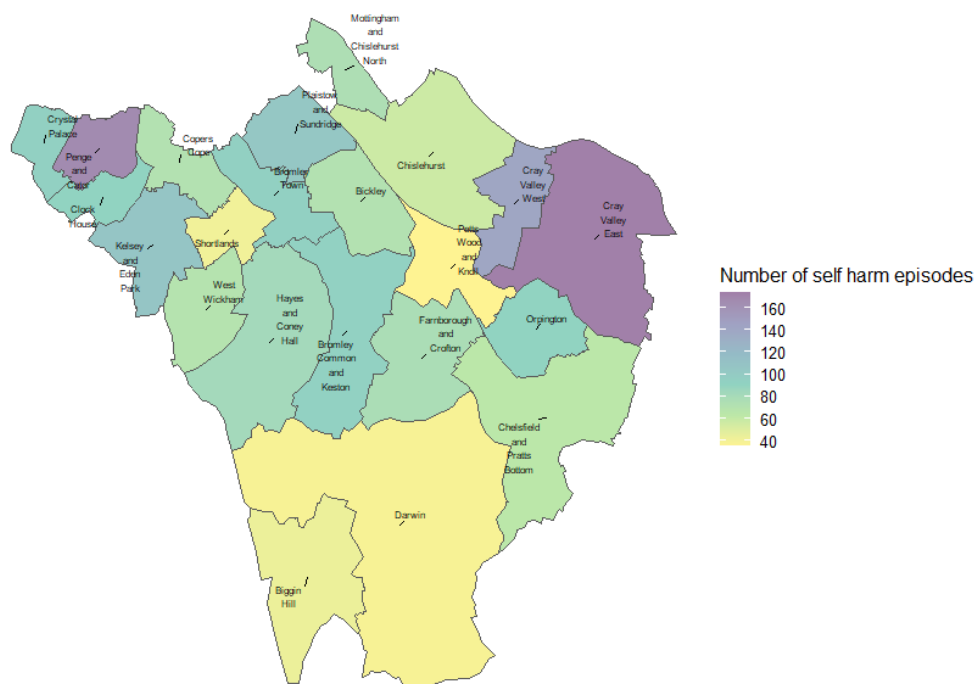 Mottingham
and
Chislehurst
North
Plaistow
and
Sundridge
Crystal
Palace
Copers
Cope
Penge
and
Cator
Chislehurst
Cray
Valley
West
Bromley
Town
Bickley
Clock
House
Cray
Valley
East
Shortlands
Petts
Wood
and
Knoll
Kelsey
and
Eden
Park
West
Wickham
Hayes
and
Coney
Hall
Farnborough
and
Crofton
Orpington
Bromley
Common
and
Keston
Chelsfield
and
Pratts
Bottom
Darwin
Biggin
Hill
Number of self harm episodes
160
140
120
100
80
60
40